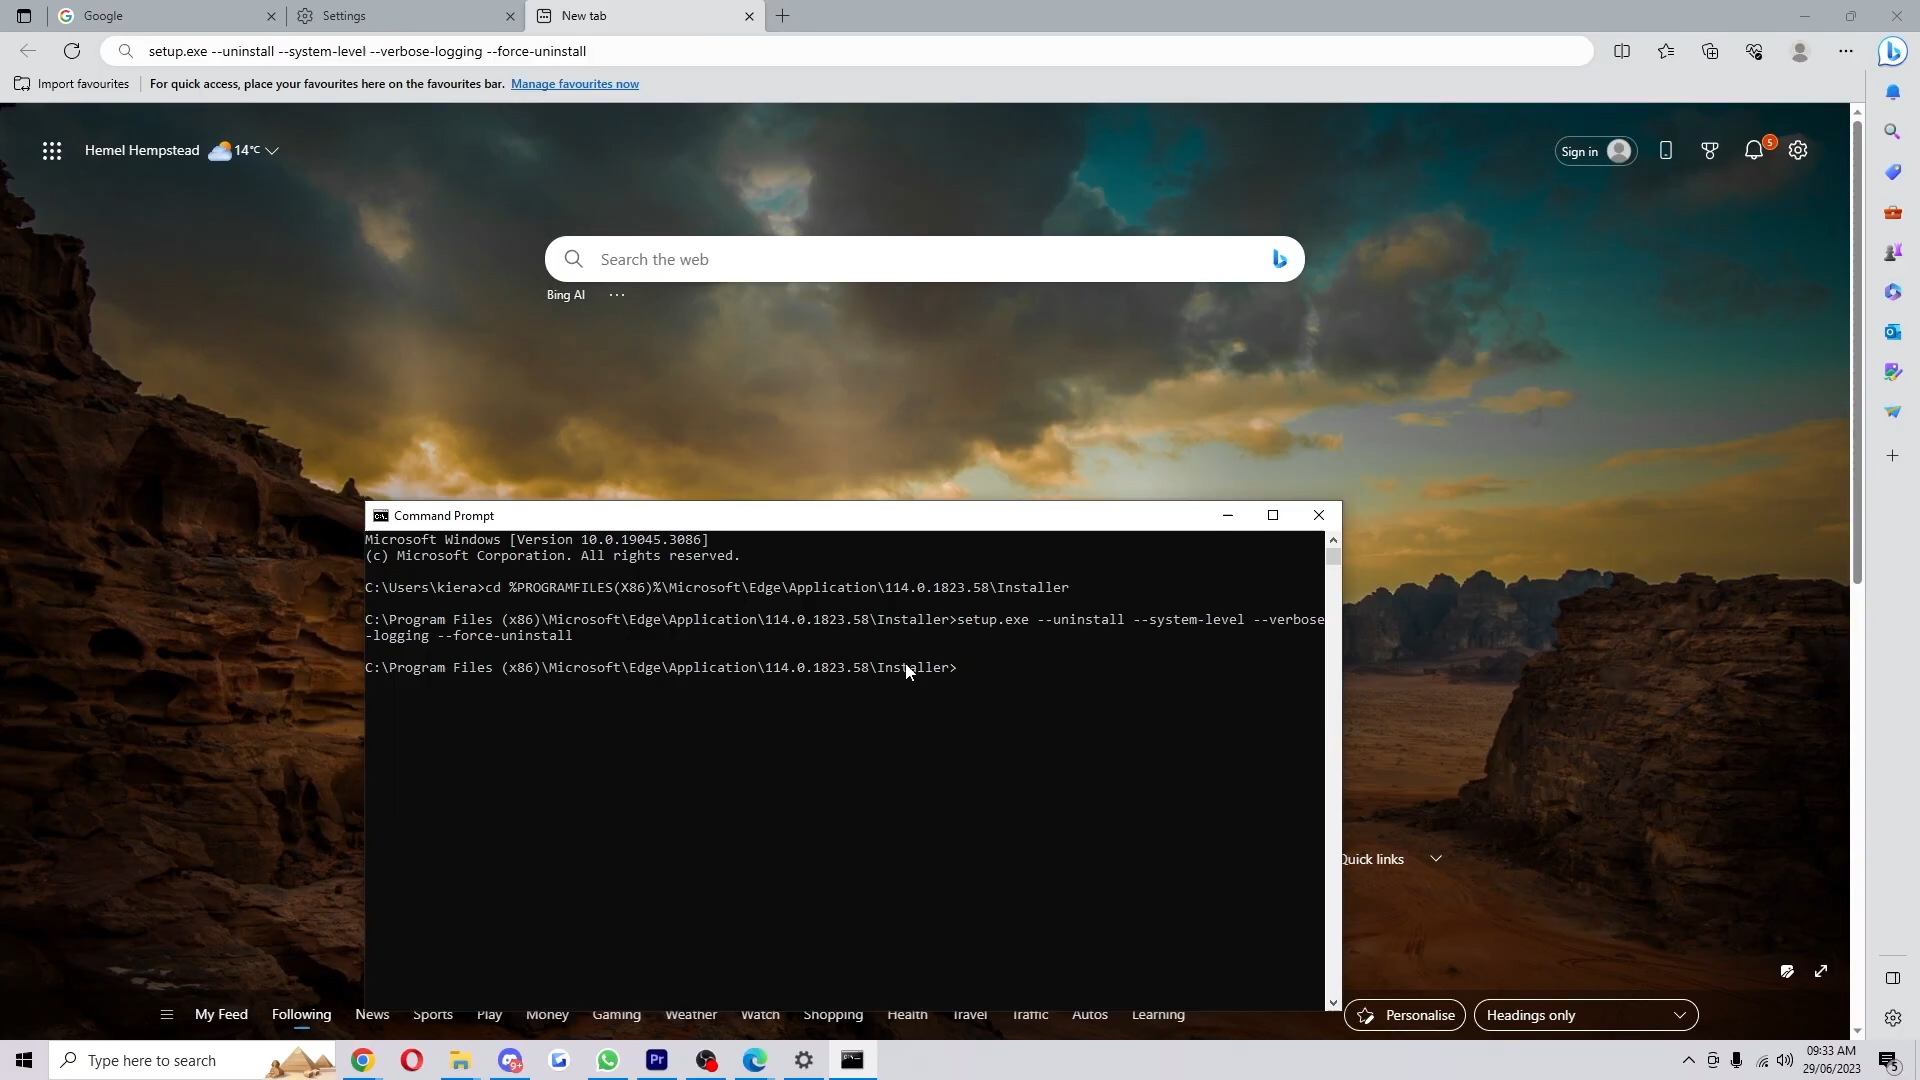 Google
Settings
New tab
setup.exe --uninstall --system-level --verbose-logging --force-uninstall
Import favourites
For quick access, place your favourites here on the favourites bar. Manage favourites now
Hemel Hempstead 14°C
Sign in
5
Search the web
Bing AI
Command Prompt
Microsoft Windows [Version 10.0.19045.3086]
(c) Microsoft Corporation. All rights reserved.
C:\Users\kiera>cd %PROGRAMFILES(X86)%\Microsoft\Edge\Application\114.0.1823.58\Installer
C:\Program Files (x86)\Microsoft\Edge\Application\114.0.1823.58\Installer>setup.exe --uninstall --system-level --verbose
-logging --force-uninstall
C:\Program Files (x86)\Microsoft\Edge\Application\114.0.1823.58\Installer>
Quick links
My Feed Following News Sports Play Money Gaming Weather Watch Shopping Health Travel Traffic Autos Learning
Personalise
Headings only
Type here to search
9+
Pr
09:33 AM
29/06/2023
5